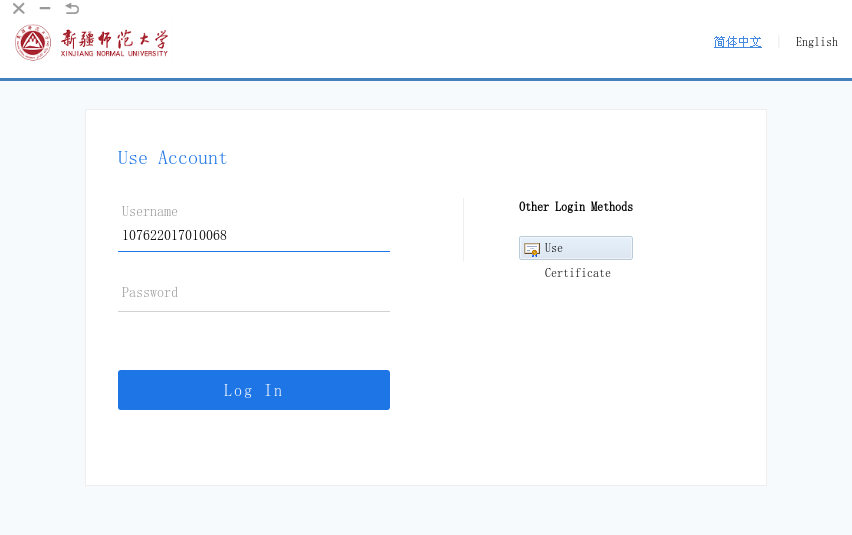 新疆师范大学
XINJIANG NORMAL UNIVERSITY
简体中文 | English
Use Account
Username
107622017010068
Password
Log In
Other Login Methods
Use
Certificate